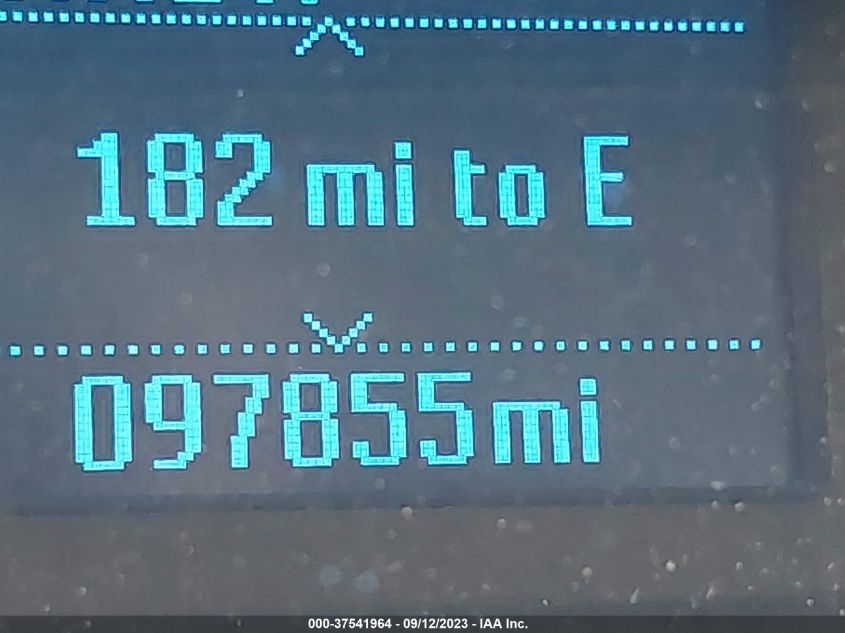 182 mi to E
097855mi
000-37541964 - 09/12/2023 - IAA Inc.